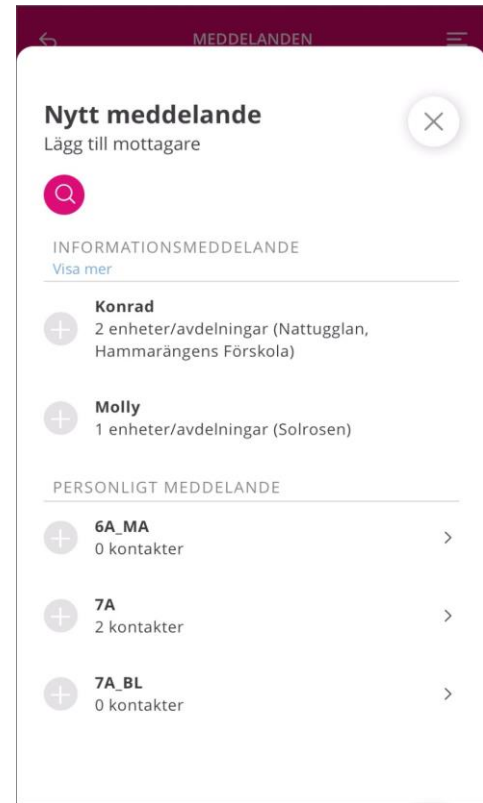 MEDDELANDEN
Nytt meddelande
Lägg till mottagare
INFORMATIONSMEDDELANDE
Visa mer
Konrad
2 enheter/avdelningar (Nattugglan,
Hammarängens Förskola)
Molly
1 enheter/avdelningar (Solrosen)
PERSONLIGT MEDDELANDE
6A_MA
0 kontakter
7A
2 kontakter
7A_BL
0 kontakter